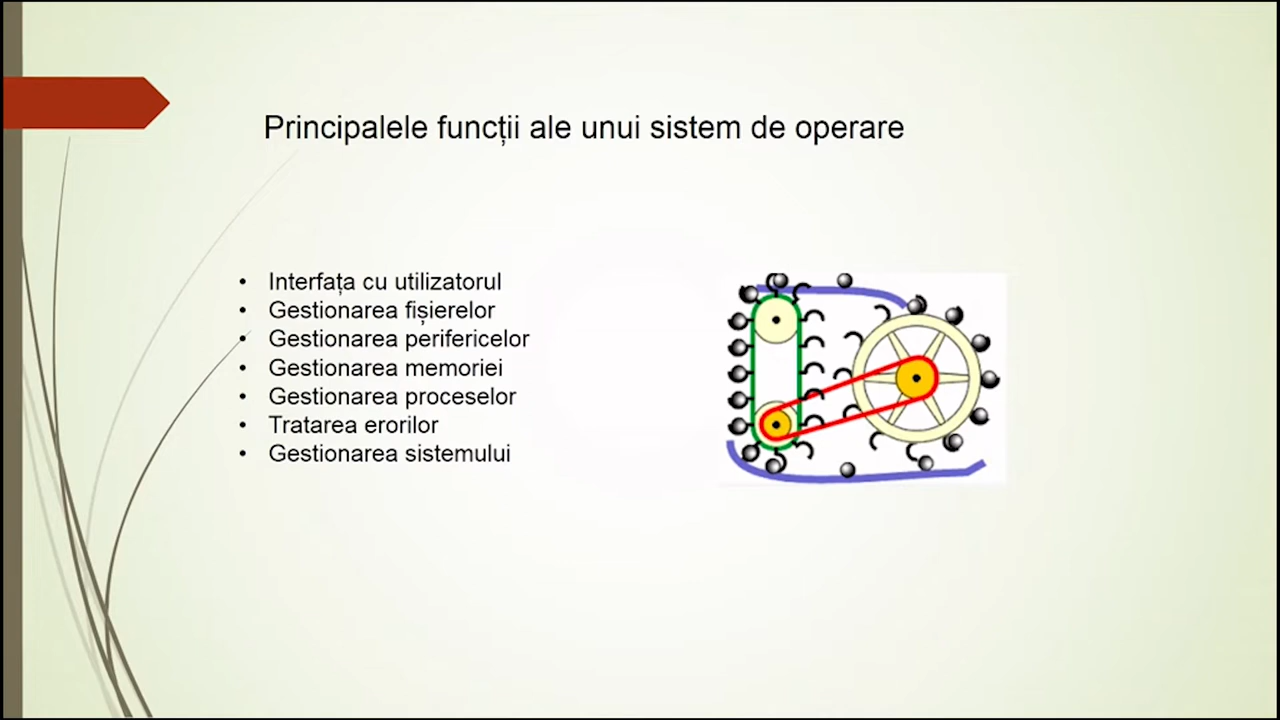 Principalele funcții ale unui sistem de operare
• Interfața cu utilizatorul
• Gestionarea fișierelor
• Gestionarea perifericelor
• Gestionarea memoriei
• Gestionarea proceselor
• Tratarea erorilor
• Gestionarea sistemului